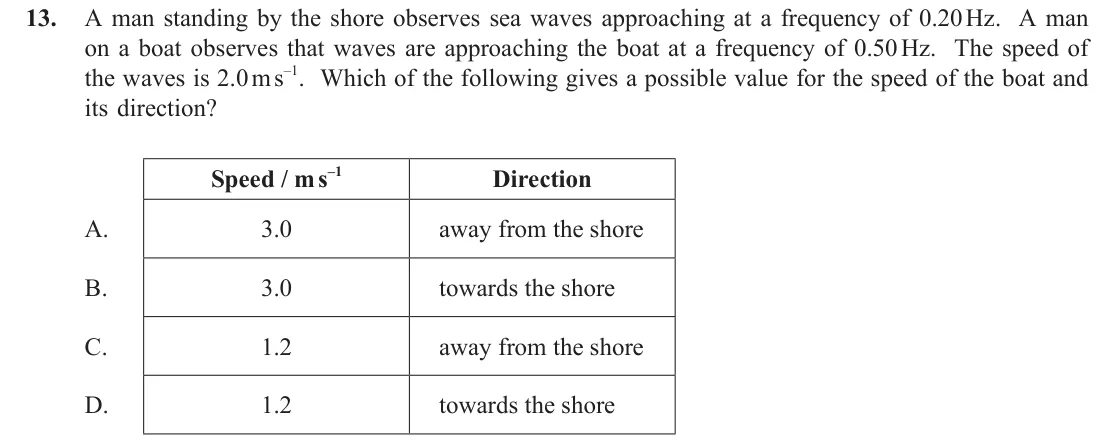 13. A man standing by the shore observes sea waves approaching at a frequency of 0.20 Hz. A man
on a boat observes that waves are approaching the boat at a frequency of 0.50 Hz. The speed of
the waves is 2.0 m s⁻¹. Which of the following gives a possible value for the speed of the boat and
its direction?
Speed / m s⁻¹ Direction
A. 3.0 away from the shore
B. 3.0 towards the shore
C. 1.2 away from the shore
D. 1.2 towards the shore